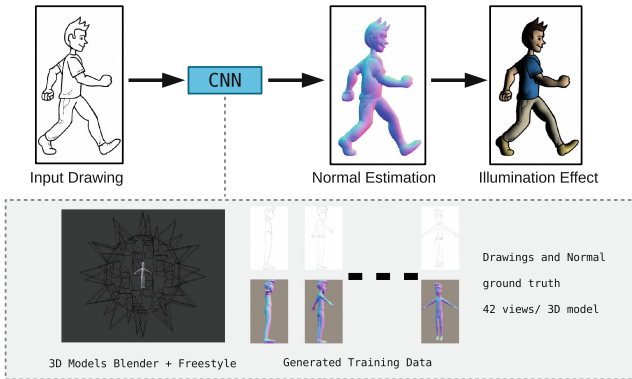 CNN
Input Drawing
Normal Estimation
Illumination Effect
Drawings and Normal
ground truth
42 views/ 3D model
3D Models Blender + Freestyle
Generated Training Data